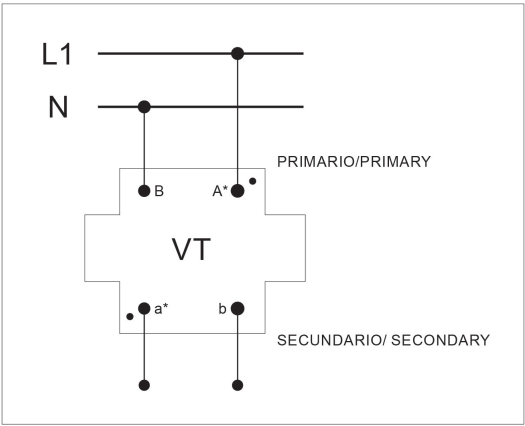 L1
N
PRIMARIO/PRIMARY
B A*
VT
a* b
SECUNDARIO/ SECONDARY